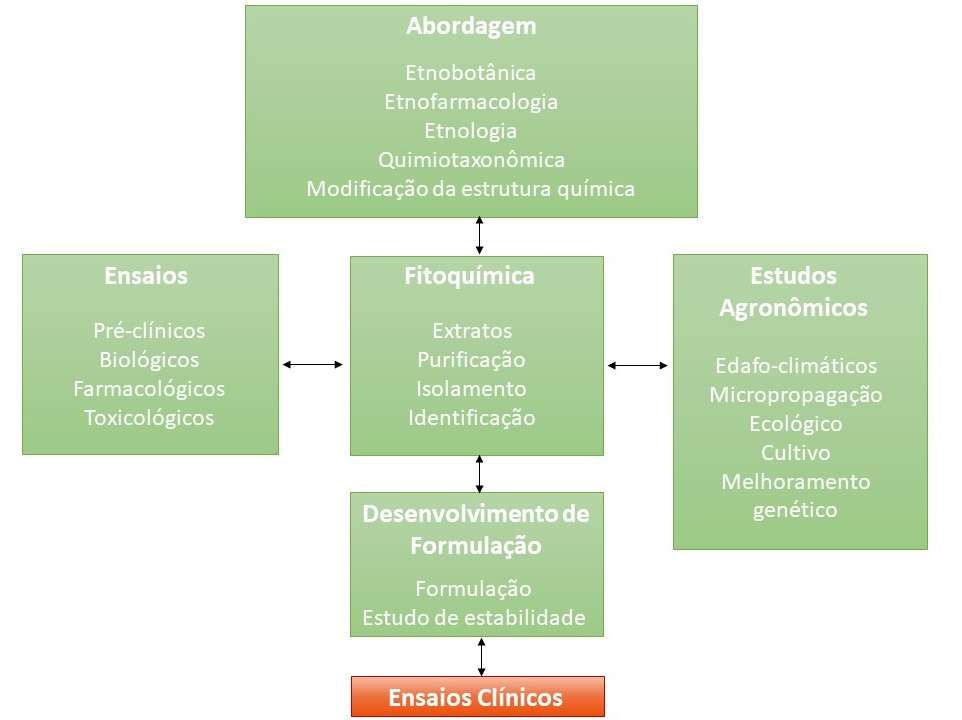 Abordagem
Etnobotânica
Etnofarmacologia
Etnologia
Quimiotaxonômica
Modificação da estrutura química
Ensaios
Pré-clínicos
Biológicos
Farmacológicos
Toxicológicos
Fitoquímica
Extratos
Purificação
Isolamento
Identificação
Estudos
Agronômicos
Edafo-climáticos
Micropropagação
Ecológico
Cultivo
Melhoramento
genético
Desenvolvimento de
Formulação
Formulação
Estudo de estabilidade
Ensaios Clínicos